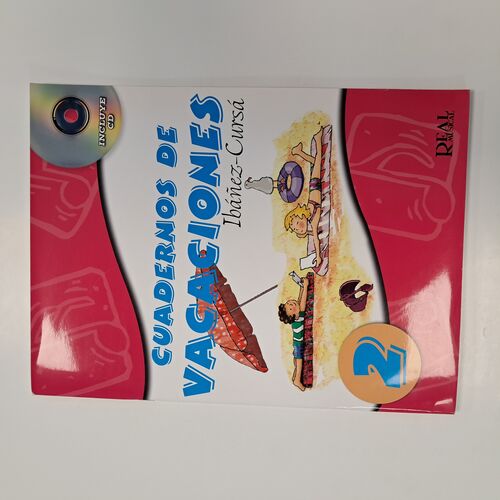 INCLUYE
CD
CUADERNOS DE
VACACIONES
Ibáñez-Cursá
REAL
MUSICAL
2